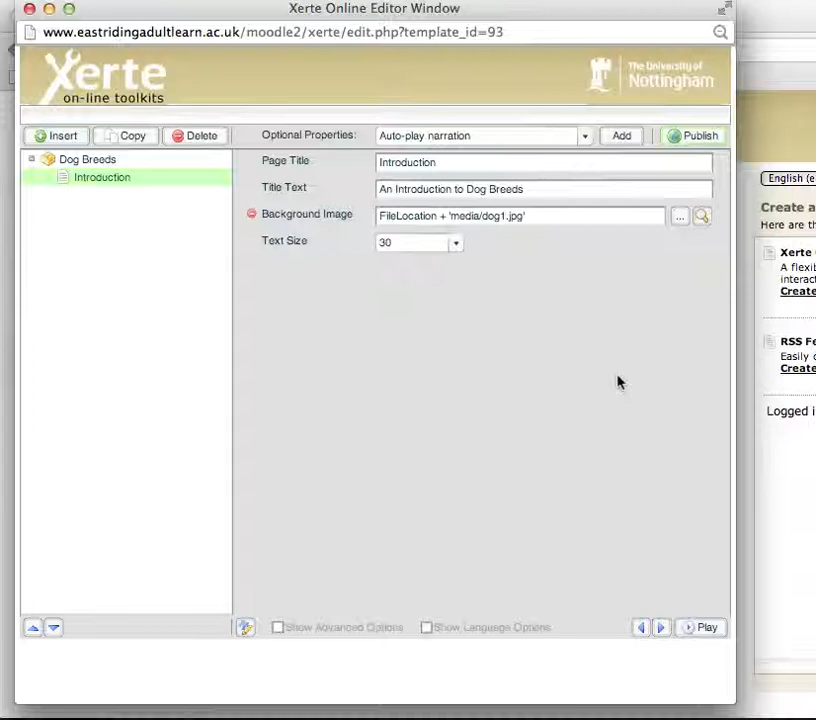 Xerte Online Editor Window
www.eastridingadultlearn.ac.uk/moodle2/xerte/edit.php?template_id=93
Xerte
on-line toolkits
The University of
Nottingham
Insert
Copy
Delete
Optional Properties:
Auto-play narration
Add
Publish
Dog Breeds
Introduction
Page Title
Introduction
Title Text
An Introduction to Dog Breeds
Background Image
FileLocation + 'media/dog1.jpg'
...
Text Size
30
Show Advanced Options
Show Language Options
Play
English (e
Create a
Here are th
Xerte
A flexi
interac
Create
RSS Fe
Easily c
Create
Logged i